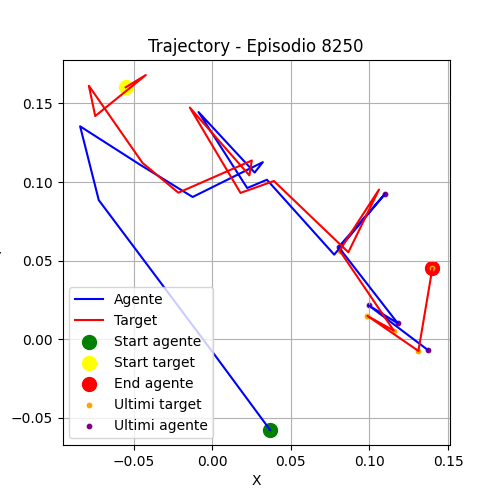 Trajectory - Episodio 8250
0.15
0.10
0.05
0.00
−0.05
Agente
Target
Start agente
Start target
End agente
Ultimi target
Ultimi agente
−0.05
0.00
0.05
0.10
0.15
X